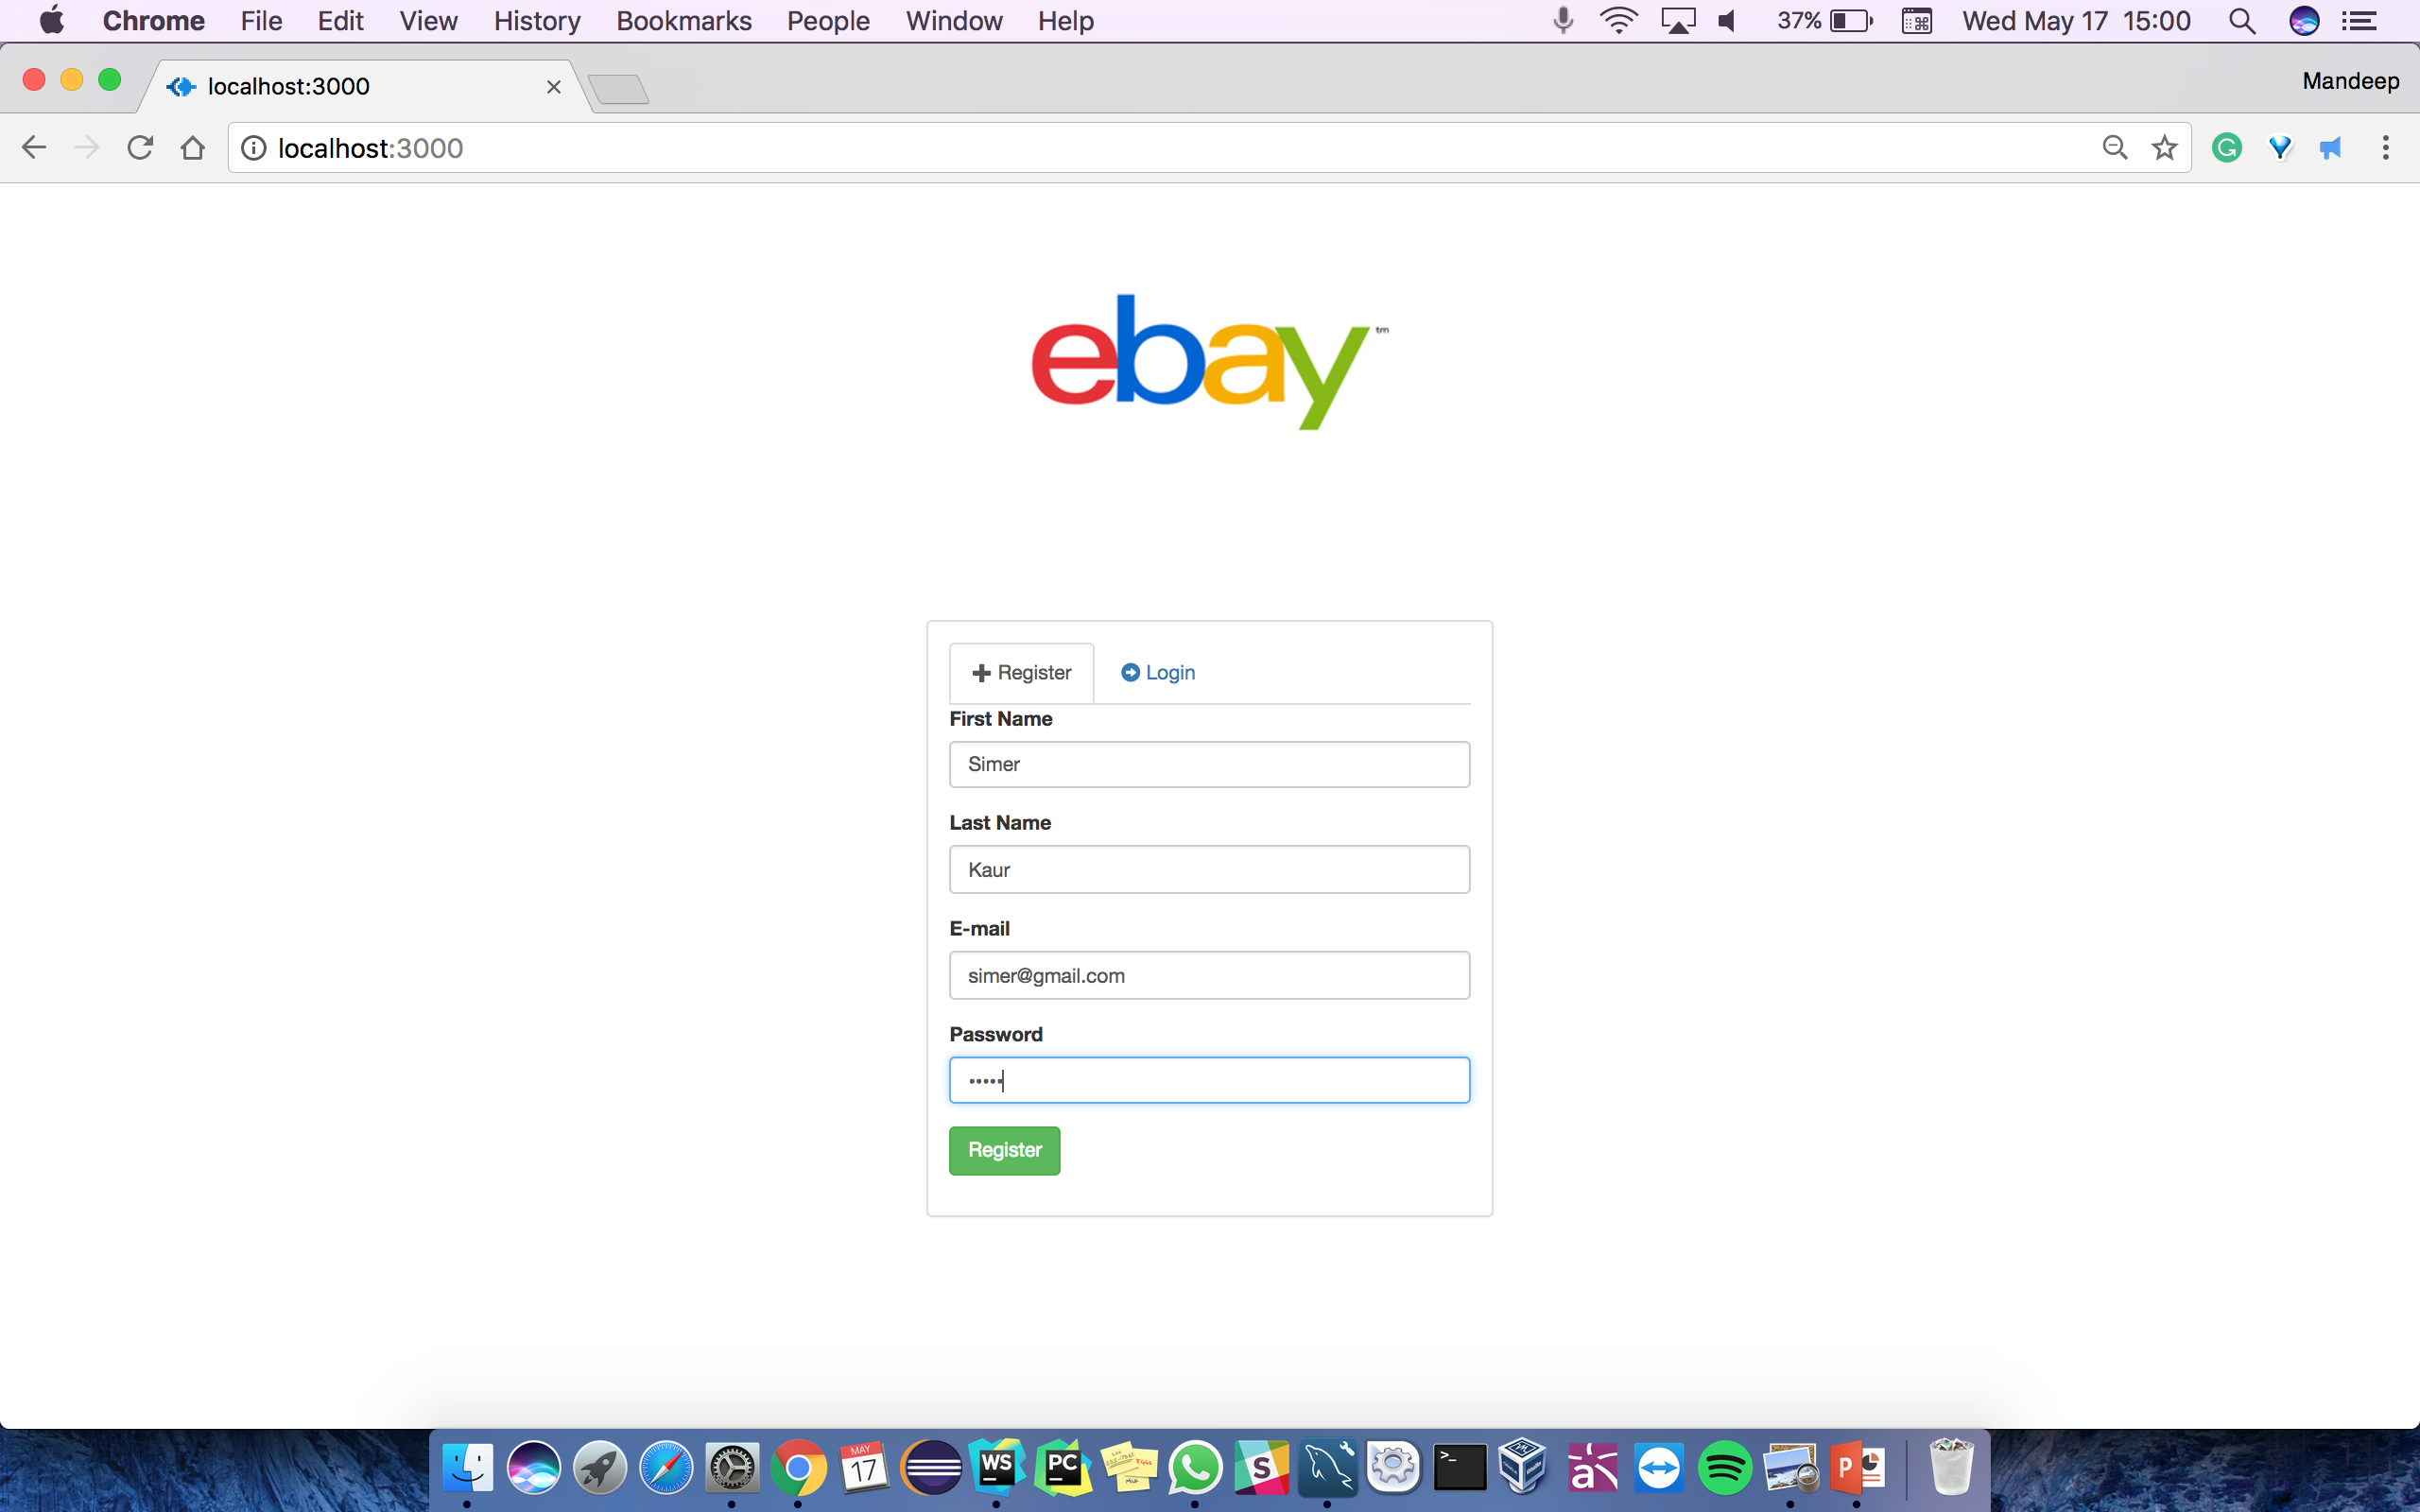 Chrome File Edit View History Bookmarks People Window Help 37% Wed May 17 15:00
localhost:3000 Mandeep
localhost:3000
ebay™
Register Login
First Name
Simer
Last Name
Kaur
E-mail
simer@gmail.com
Password
•••••
Register
MAY
17
WS
PC
S
>_
a
P